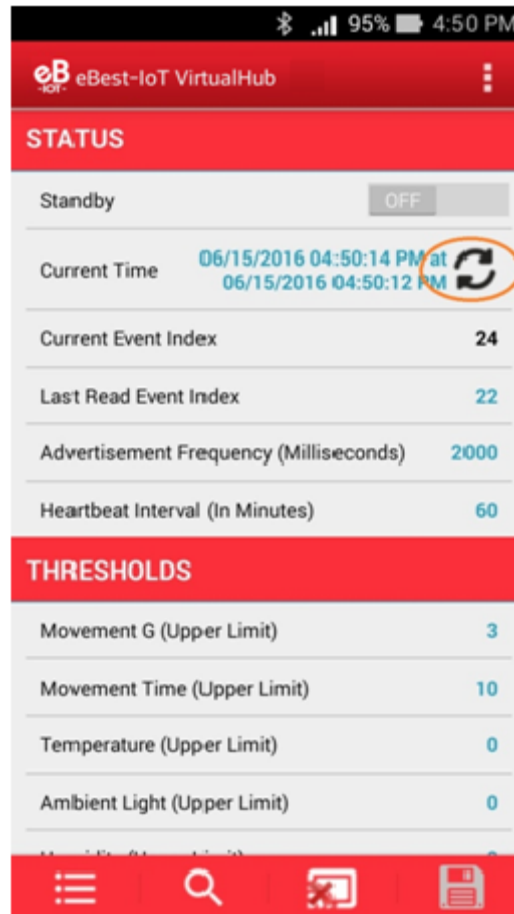 95% 4:50 PM
eB -IOT- eBest-IoT VirtualHub
STATUS
Standby OFF
Current Time 06/15/2016 04:50:14 PM at
06/15/2016 04:50:12 PM
Current Event Index 24
Last Read Event Index 22
Advertisement Frequency (Milliseconds) 2000
Heartbeat Interval (In Minutes) 60
THRESHOLDS
Movement G (Upper Limit) 3
Movement Time (Upper Limit) 10
Temperature (Upper Limit) 0
Ambient Light (Upper Limit) 0